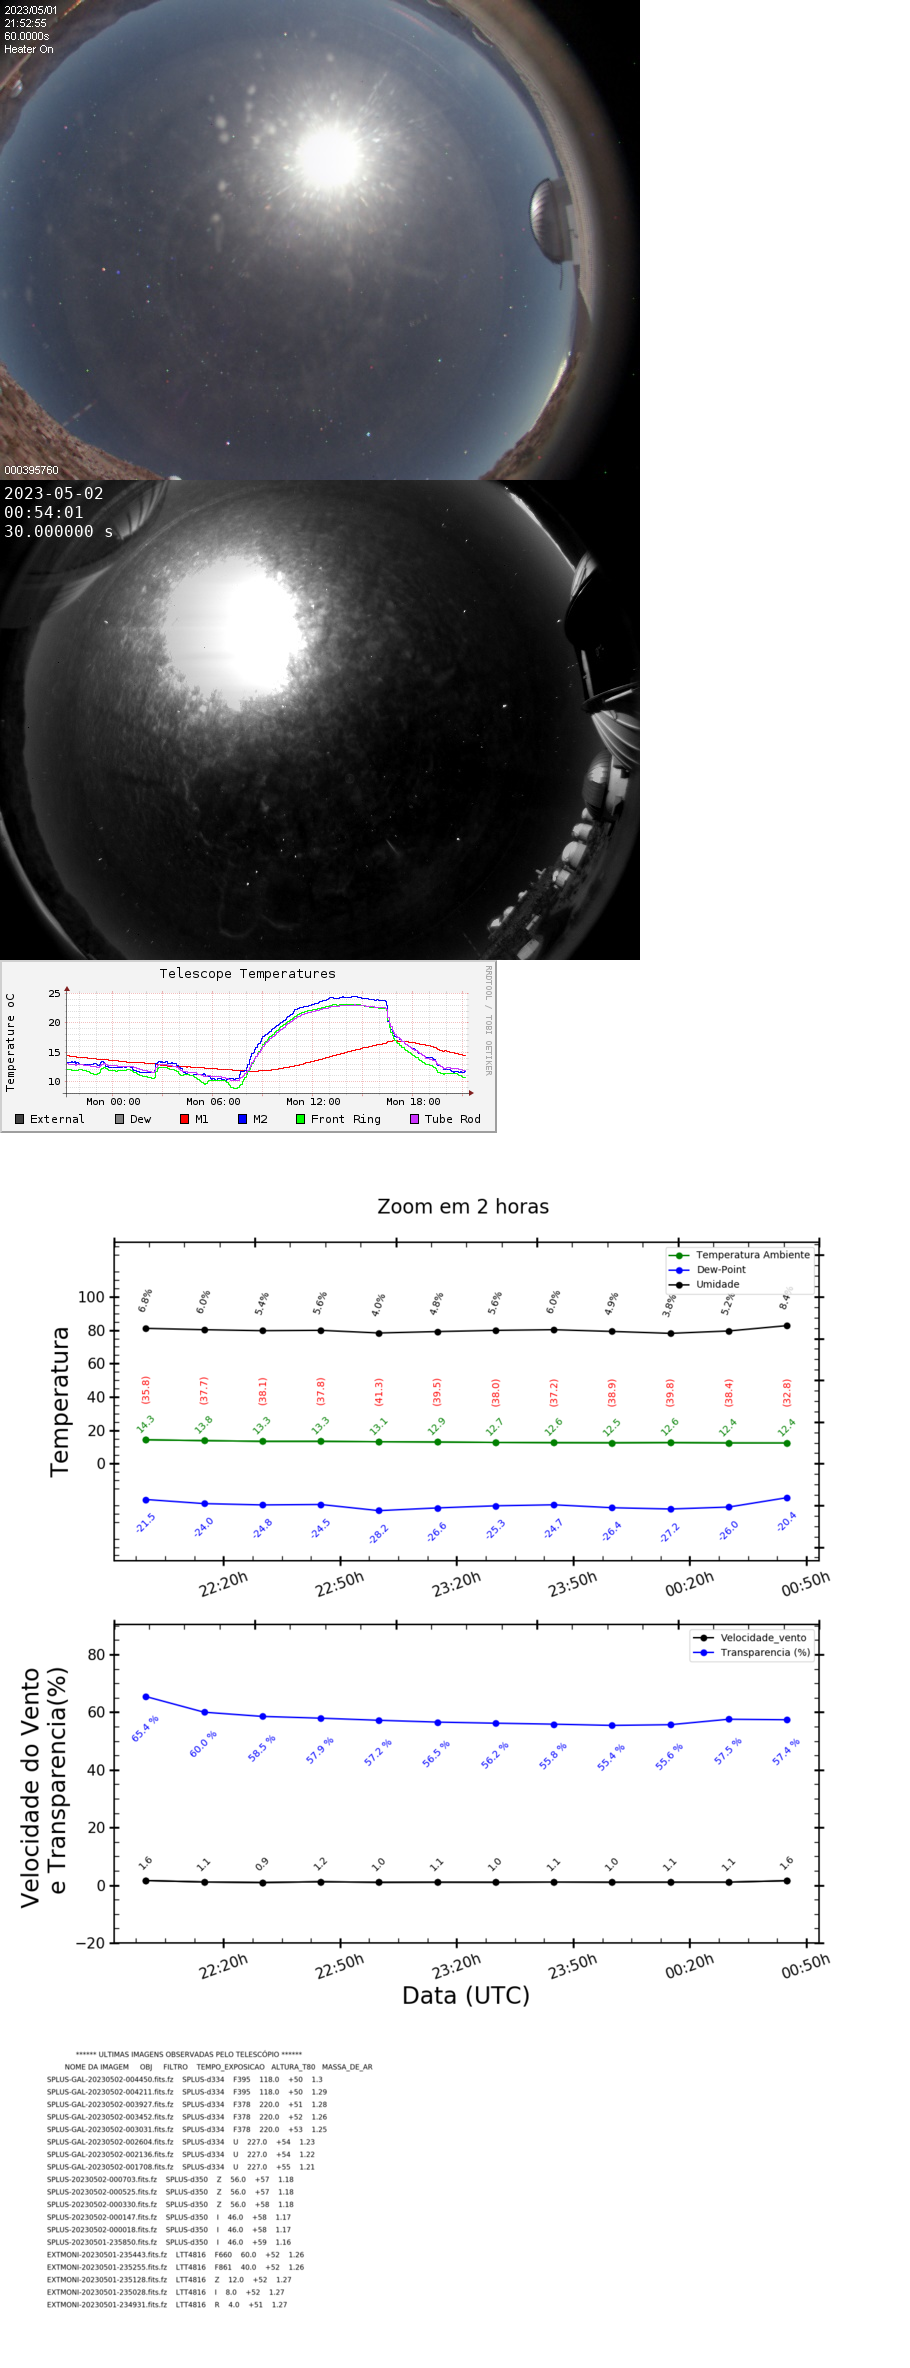 2023/05/01
21:52:55
60.0000s
Heater On
000395760
2023-05-02
00:54:01
30.000000 s
Telescope Temperatures
RRDTOOL / TOBI OETIKER
Temperature oC
25
20
15
10
Mon 00:00 Mon 06:00 Mon 12:00 Mon 18:00
External Dew M1 M2 Front Ring Tube Rod
Zoom em 2 horas
Temperatura Ambiente
Dew-Point
Umidade
Temperatura
100
80
60
40
20
0
6.8% 6.0% 5.4% 5.6% 4.0% 4.8% 5.6% 6.0% 4.9% 3.8% 5.2% 8.4%
(35.8) (37.7) (38.1) (37.8) (41.3) (39.5) (38.0) (37.2) (38.9) (39.8) (38.4) (32.8)
14.3 13.8 13.3 13.3 13.1 12.9 12.7 12.6 12.5 12.6 12.4 12.4
-21.5 -24.0 -24.8 -24.5 -28.2 -26.6 -25.3 -24.7 -26.4 -27.2 -26.0 -20.4
22:20h 22:50h 23:20h 23:50h 00:20h 00:50h
Velocidade_vento
Transparencia (%)
Velocidade do Vento
e Transparencia(%)
80
60
40
20
0
−20
65.4 % 60.0 % 58.5 % 57.9 % 57.2 % 56.5 % 56.2 % 55.8 % 55.4 % 55.6 % 57.5 % 57.4 %
1.6 1.1 0.9 1.2 1.0 1.1 1.0 1.1 1.0 1.1 1.1 1.6
22:20h 22:50h 23:20h 23:50h 00:20h 00:50h
Data (UTC)
****** ULTIMAS IMAGENS OBSERVADAS PELO TELESCÓPIO ******
NOME DA IMAGEM OBJ FILTRO TEMPO_EXPOSICAO ALTURA_T80 MASSA_DE_AR
SPLUS-GAL-20230502-004450.fits.fz SPLUS-d334 F395 118.0 +50 1.3
SPLUS-GAL-20230502-004211.fits.fz SPLUS-d334 F395 118.0 +50 1.29
SPLUS-GAL-20230502-003927.fits.fz SPLUS-d334 F378 220.0 +51 1.28
SPLUS-GAL-20230502-003452.fits.fz SPLUS-d334 F378 220.0 +52 1.26
SPLUS-GAL-20230502-003031.fits.fz SPLUS-d334 F378 220.0 +53 1.25
SPLUS-GAL-20230502-002604.fits.fz SPLUS-d334 U 227.0 +54 1.23
SPLUS-GAL-20230502-002136.fits.fz SPLUS-d334 U 227.0 +54 1.22
SPLUS-GAL-20230502-001708.fits.fz SPLUS-d334 U 227.0 +55 1.21
SPLUS-20230502-000703.fits.fz SPLUS-d350 Z 56.0 +57 1.18
SPLUS-20230502-000525.fits.fz SPLUS-d350 Z 56.0 +57 1.18
SPLUS-20230502-000330.fits.fz SPLUS-d350 Z 56.0 +58 1.18
SPLUS-20230502-000147.fits.fz SPLUS-d350 I 46.0 +58 1.17
SPLUS-20230502-000018.fits.fz SPLUS-d350 I 46.0 +58 1.17
SPLUS-20230501-235850.fits.fz SPLUS-d350 I 46.0 +59 1.16
EXTMONI-20230501-235443.fits.fz LTT4816 F660 60.0 +52 1.26
EXTMONI-20230501-235255.fits.fz LTT4816 F861 40.0 +52 1.26
EXTMONI-20230501-235128.fits.fz LTT4816 Z 12.0 +52 1.27
EXTMONI-20230501-235028.fits.fz LTT4816 I 8.0 +52 1.27
EXTMONI-20230501-234931.fits.fz LTT4816 R 4.0 +51 1.27